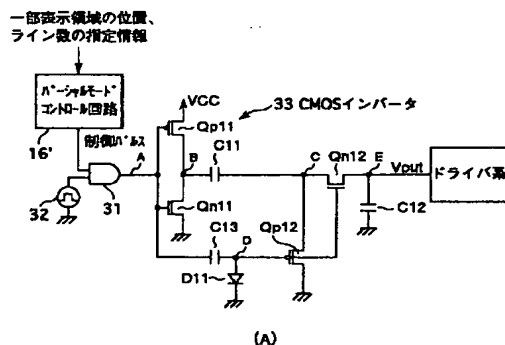 一部表示領域の位置、
ライン数の指定情報
パーシャルモード
コントロール回路
16'
制御パルス
32
31
A
VCC
Qp11
33 CMOSインバータ
B
C11
Qn11
C13
D
D11
C
Qn12
E
Vout
Qp12
C12
ドライバ系
(A)